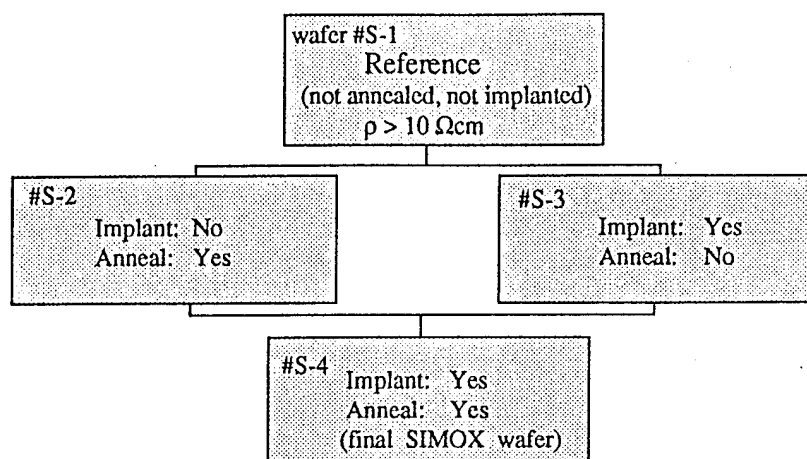 wafer #S-1
Reference
(not annealed, not implanted)
ρ > 10 Ωcm
#S-2
Implant: No
Anneal: Yes
#S-3
Implant: Yes
Anneal: No
#S-4
Implant: Yes
Anneal: Yes
(final SIMOX wafer)